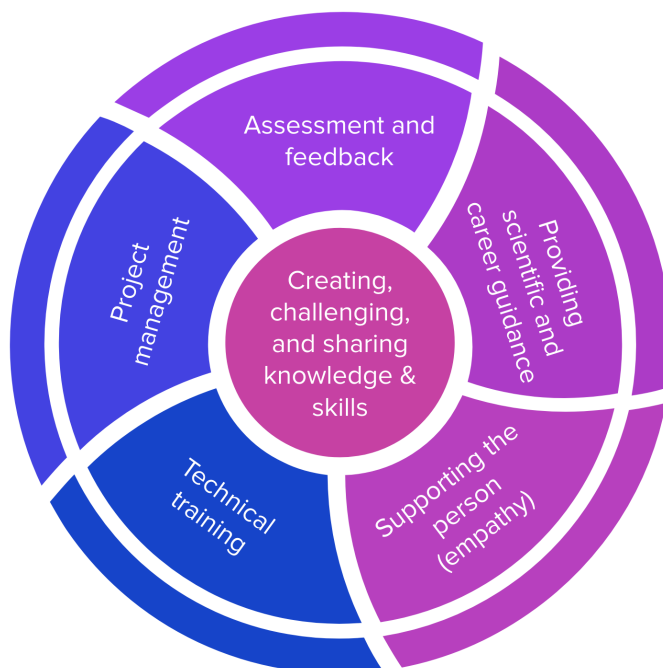 Assessment and
feedback
Providing
scientific and
career guidance
Supporting the
person
(empathy)
Technical
training
Project
management
Creating,
challenging,
and sharing
knowledge &
skills